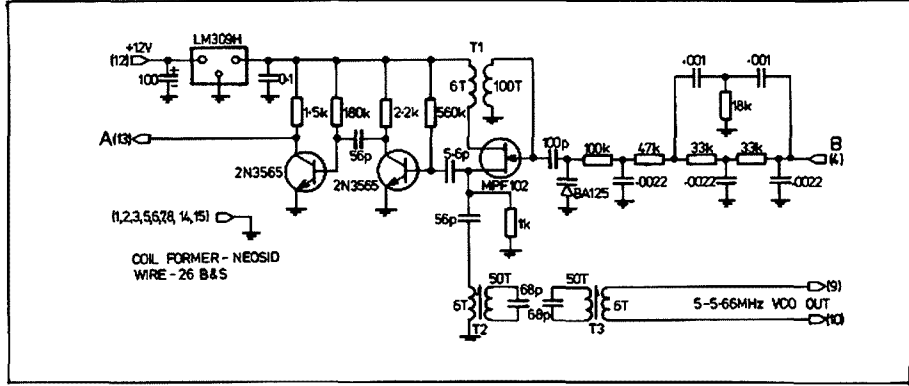 +12V
LM309H
T1
(12)
100
+
-
0·1
6T
100T
·001
·001
1·5k
180k
2·2k
560k
18k
A(13)
56p
5·6p
100p
100k
47k
33k
33k
B
(4)
2N3565
2N3565
MPF102
BA125
·0022
·0022
·0022
56p
1k
(1,2,3,5,6,7,8, 14, 15)
COIL FORMER - NEOSID
WIRE - 26 B&S
50T
50T
68p
68p
6T
6T
T2
T3
(9)
5-5·66MHz VCO OUT
(10)